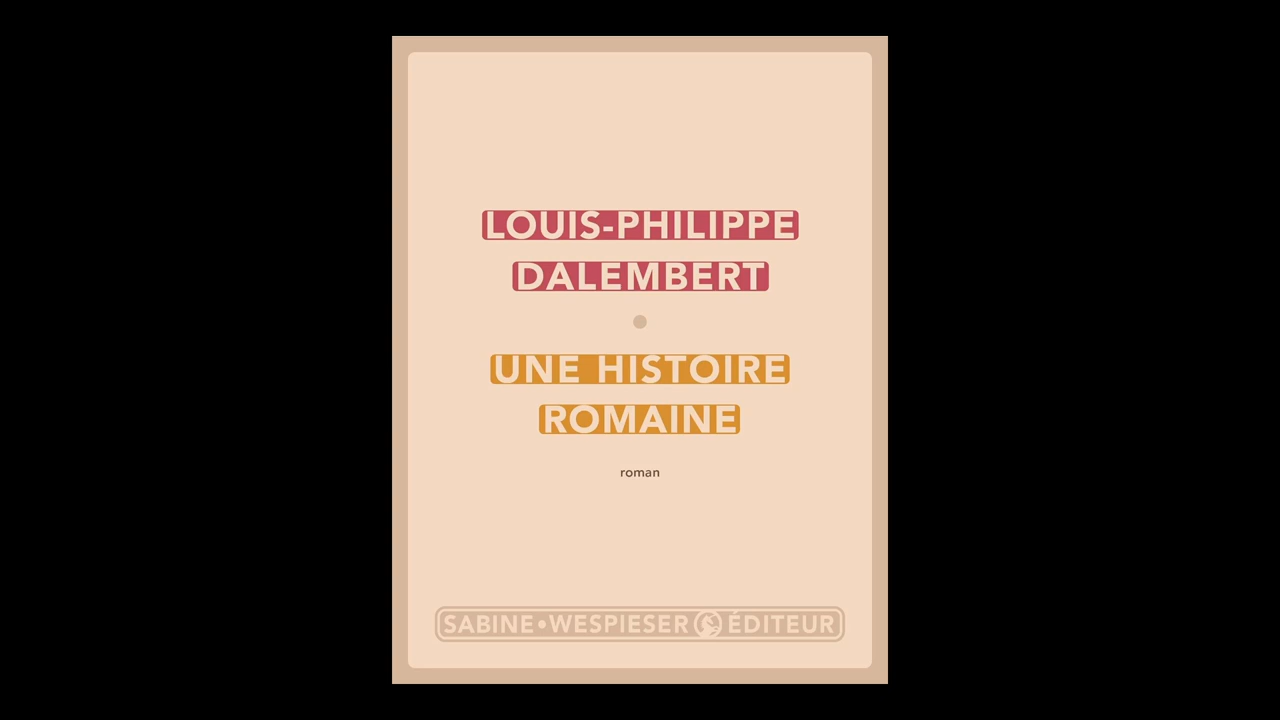 LOUIS-PHILIPPE
DALEMBERT
UNE HISTOIRE
ROMAINE
roman
SABINE•WESPIESER ÉDITEUR